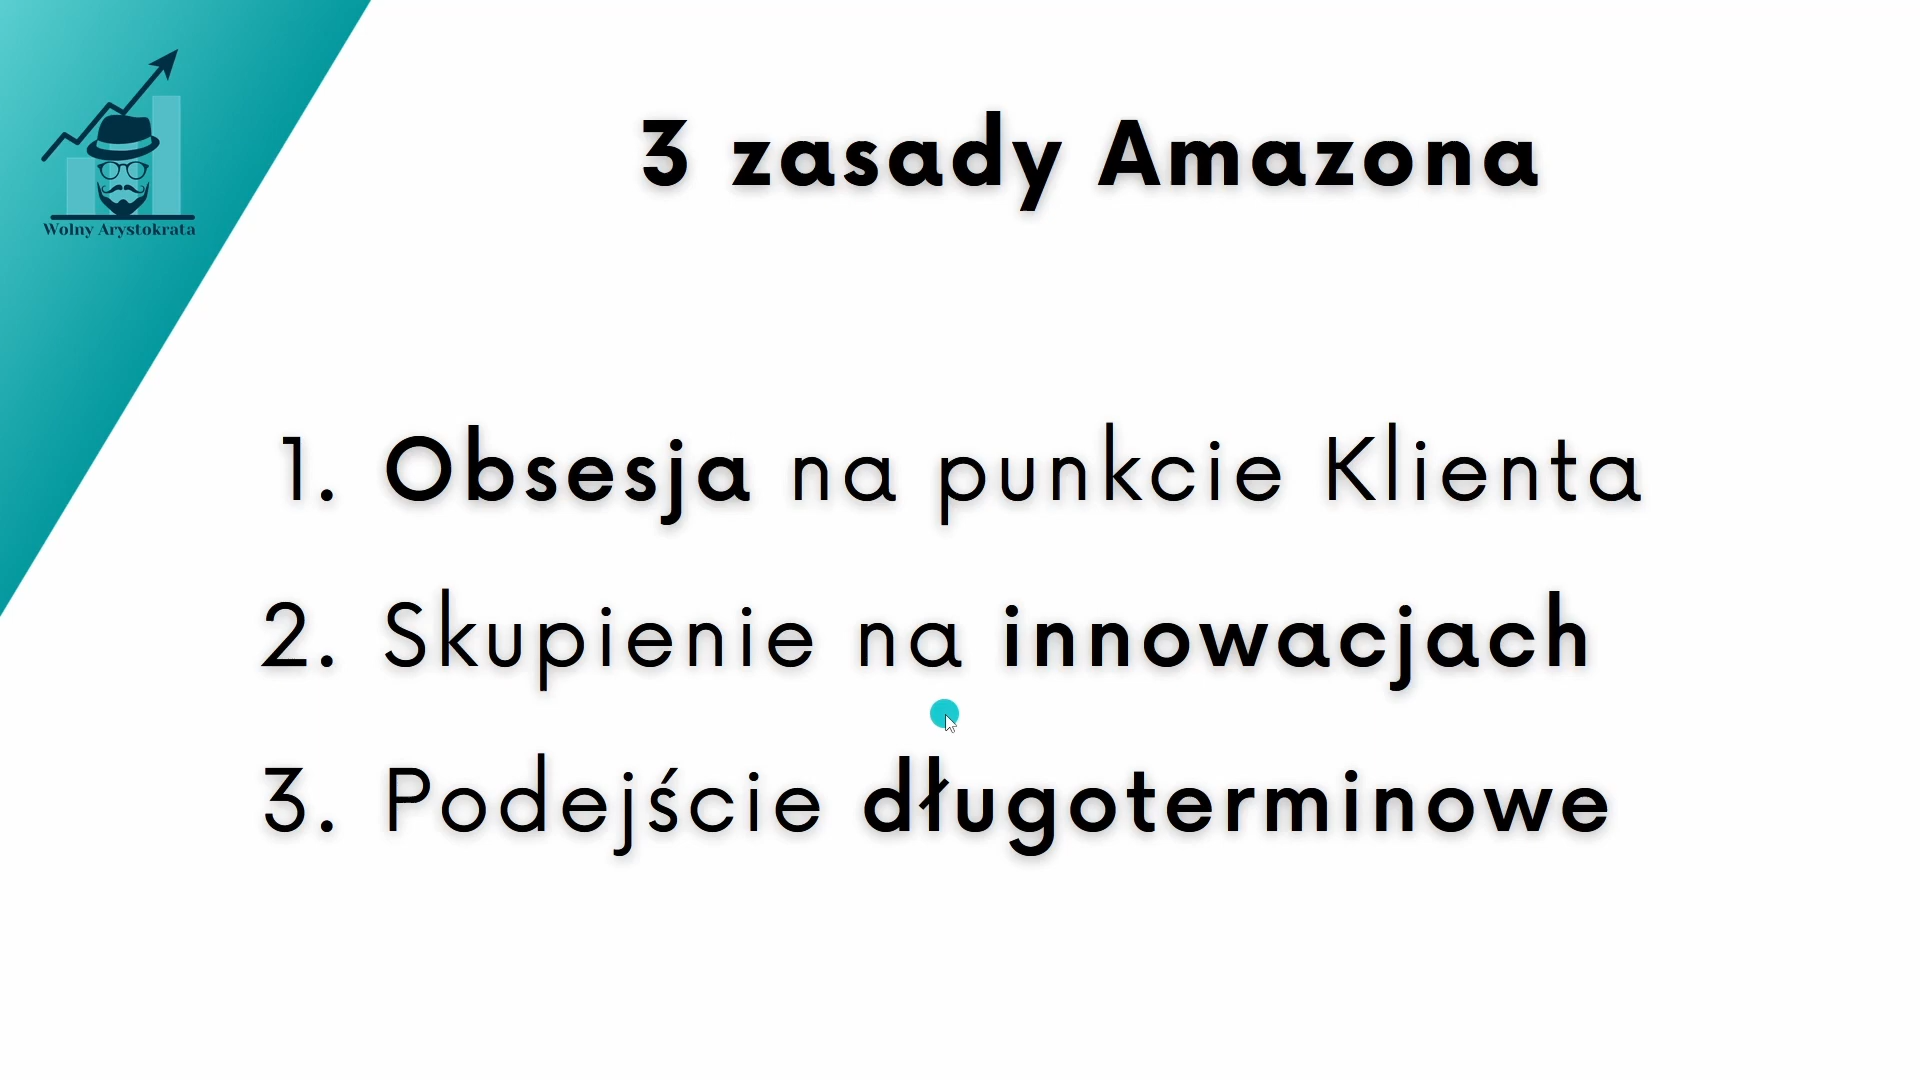 Wolny Arystokrata
3 zasady Amazona
1. Obsesja na punkcie Klienta
2. Skupienie na innowacjach
3. Podejście długoterminowe